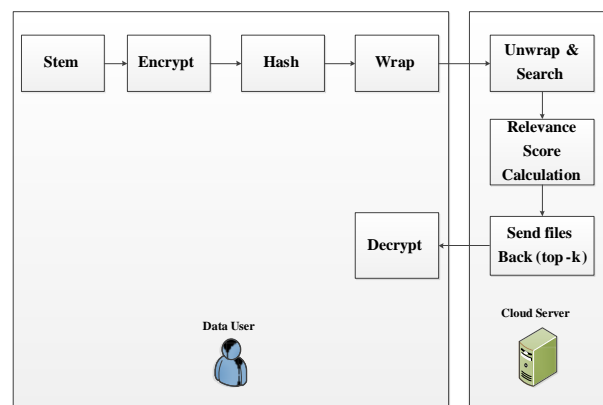 Stem
Encrypt
Hash
Wrap
Unwrap &
Search
Relevance
Score
Calculation
Send files
Back (top-k)
Decrypt
Data User
Cloud Server